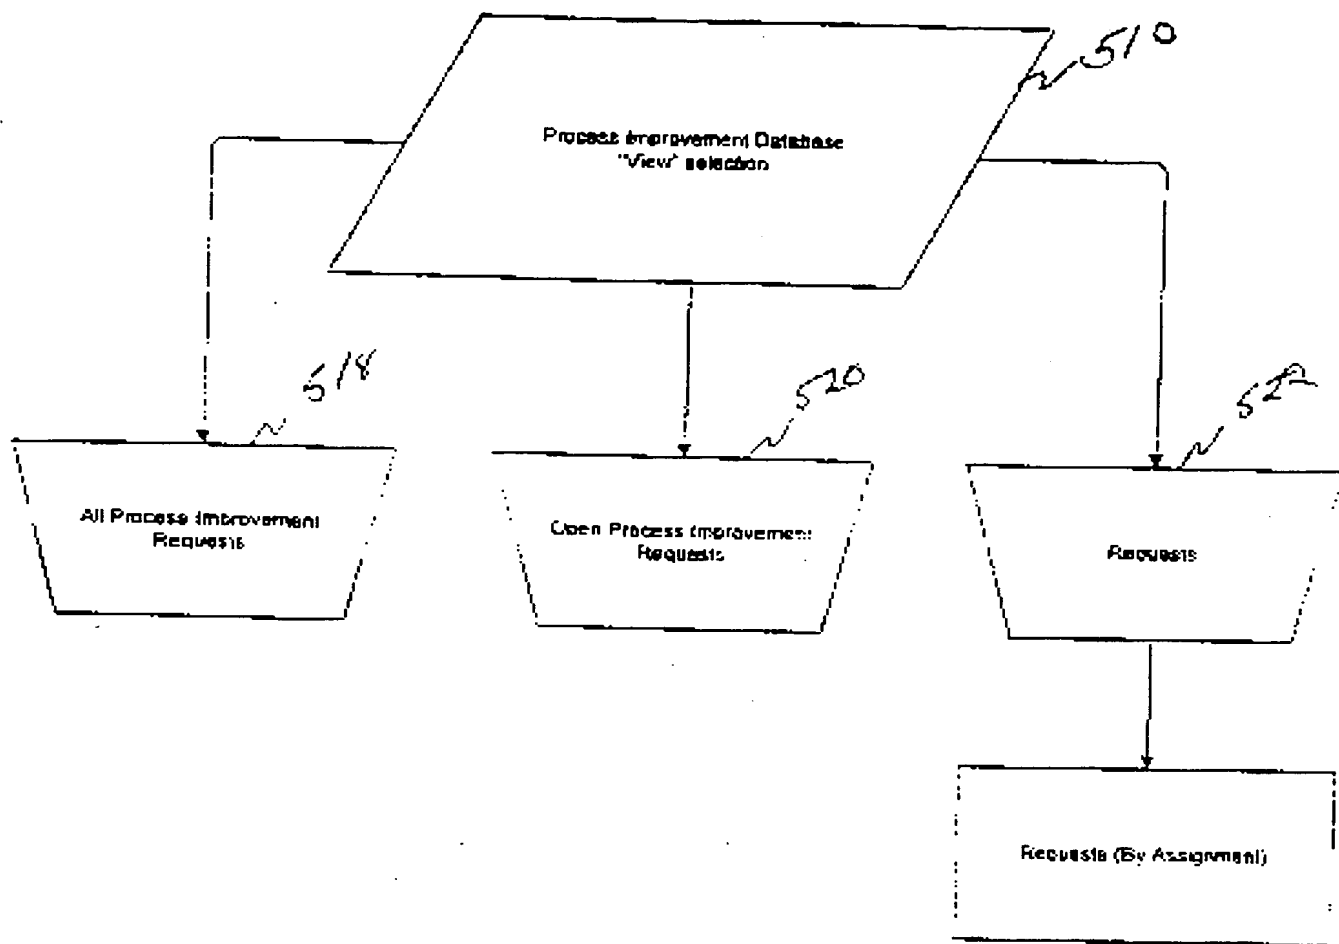 510
Process Improvement Database
"View" selection
518
520
522
All Process Improvement
Requests
Open Process Improvement
Requests
Requests
Requests (By Assignment)